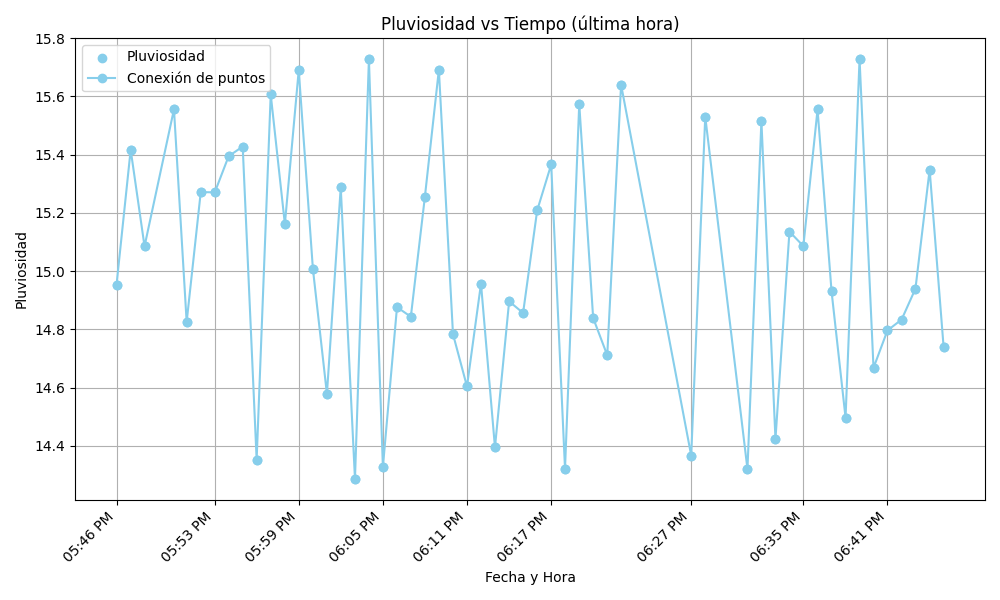 Pluviosidad vs Tiempo (última hora)
Pluviosidad
Conexión de puntos
15.8
15.6
15.4
15.2
15.0
14.8
14.6
14.4
Pluviosidad
05:46 PM
05:53 PM
05:59 PM
06:05 PM
06:11 PM
06:17 PM
06:27 PM
06:35 PM
06:41 PM
Fecha y Hora